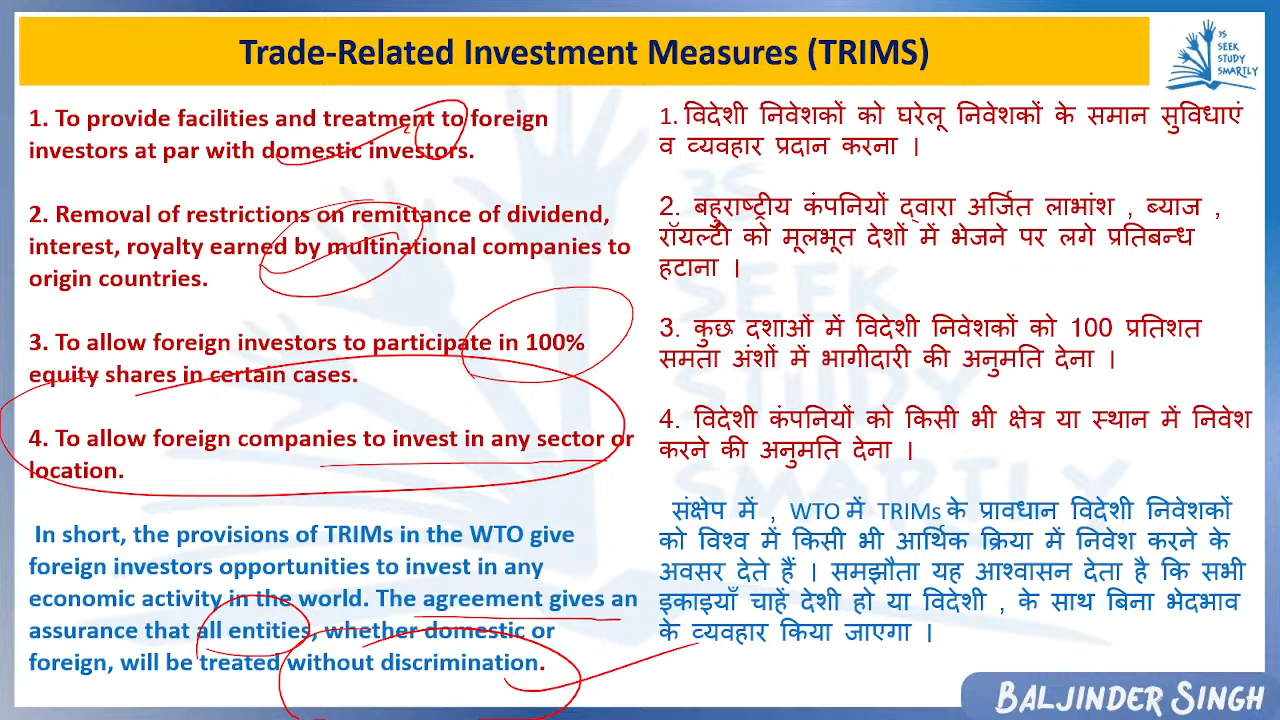 Trade-Related Investment Measures (TRIMS)
JS
SEEK
STUDY
SMARTLY
1. To provide facilities and treatment to foreign
investors at par with domestic investors.
2. Removal of restrictions on remittance of dividend,
interest, royalty earned by multinational companies to
origin countries.
3. To allow foreign investors to participate in 100%
equity shares in certain cases.
4. To allow foreign companies to invest in any sector or
location.
In short, the provisions of TRIMs in the WTO give
foreign investors opportunities to invest in any
economic activity in the world. The agreement gives an
assurance that all entities, whether domestic or
foreign, will be treated without discrimination.
1. विदेशी निवेशकों को घरेलू निवेशकों के समान सुविधाएं
व व्यवहार प्रदान करना ।
2. बहुराष्ट्रीय कंपनियों द्वारा अर्जित लाभांश , ब्याज ,
रॉयल्टी को मूलभूत देशों में भेजने पर लगे प्रतिबन्ध
हटाना ।
3. कुछ दशाओं में विदेशी निवेशकों को 100 प्रतिशत
समता अंशों में भागीदारी की अनुमति देना ।
4. विदेशी कंपनियों को किसी भी क्षेत्र या स्थान में निवेश
करने की अनुमति देना ।
संक्षेप में , WTO में TRIMs के प्रावधान विदेशी निवेशकों
को विश्व में किसी भी आर्थिक क्रिया में निवेश करने के
अवसर देते हैं । समझौता यह आश्वासन देता है कि सभी
इकाइयाँ चाहें देशी हो या विदेशी , के साथ बिना भेदभाव
के व्यवहार किया जाएगा ।
JS
SEEK
STUDY
SMARTLY
BALJINDER SINGH